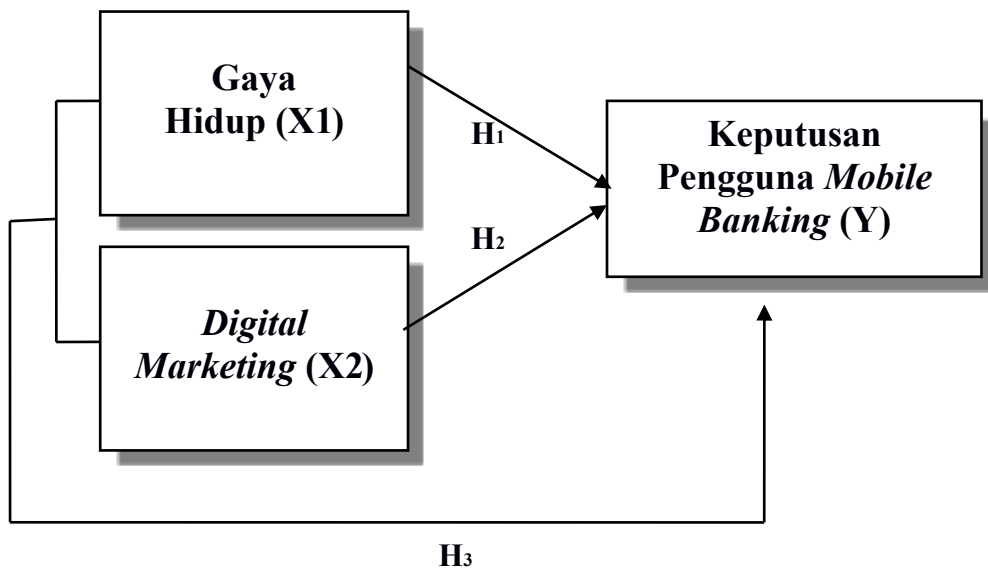 Gaya
Hidup (X1)
H1
Keputusan
Pengguna Mobile
Banking (Y)
H2
Digital
Marketing (X2)
H3